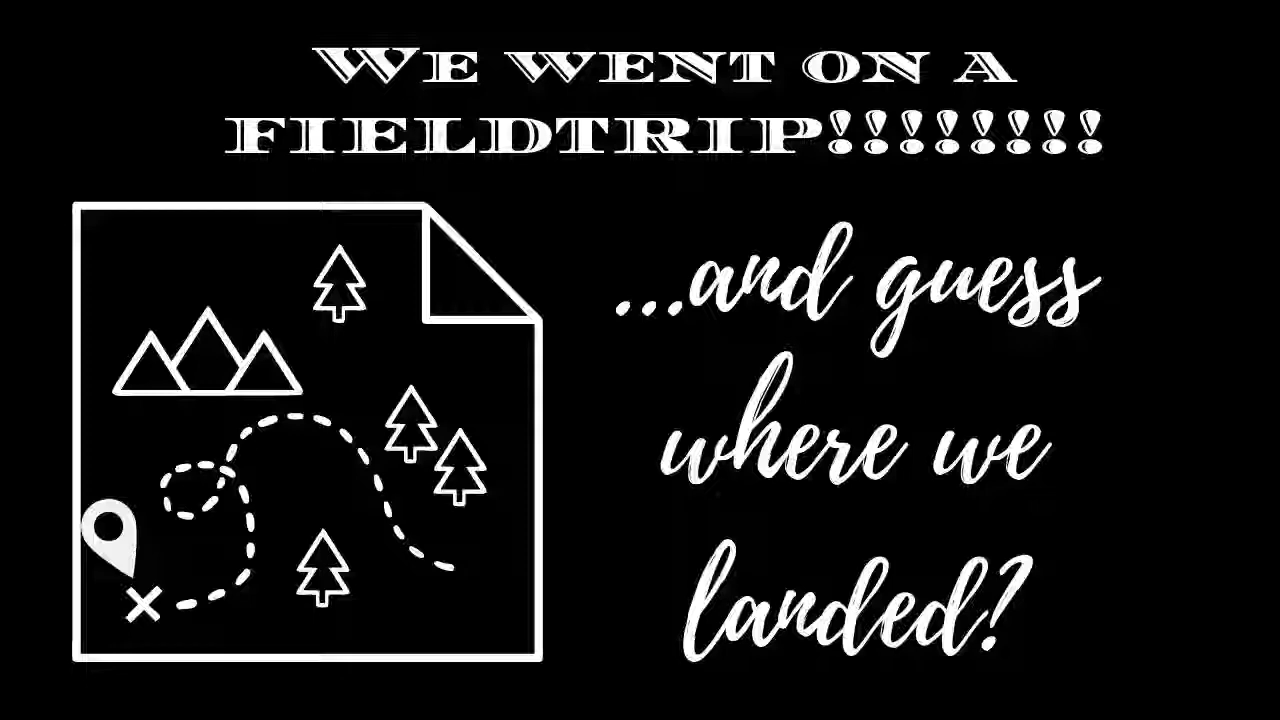 WE WENT ON A
FIELDTRIP!!!!!!!!
...and guess
where we
landed?